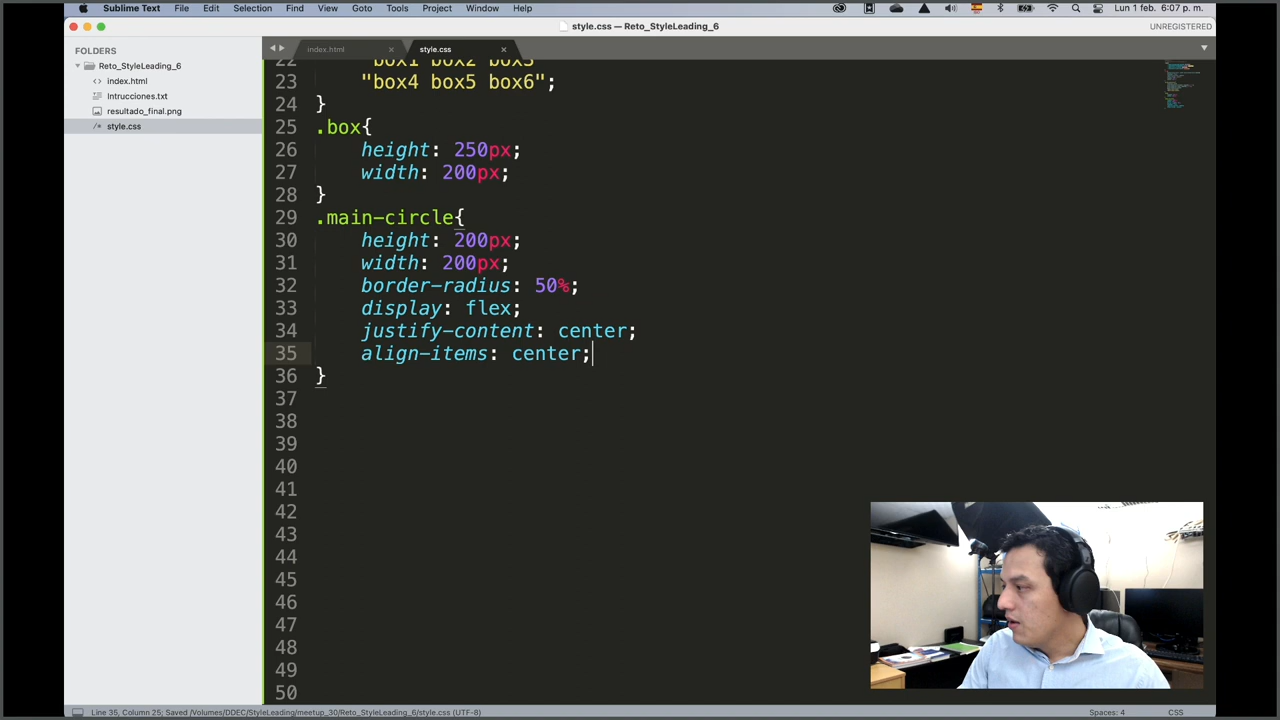 Sublime Text File Edit Selection Find View Goto Tools Project Window Help Lun 1 feb. 6:07 p. m.
style.css — Reto_StyleLeading_6 UNREGISTERED
FOLDERS
Reto_StyleLeading_6
index.html
Intrucciones.txt
resultado_final.png
style.css
index.html × style.css ×
22 "box1 box2 box3"
23 "box4 box5 box6";
24 }
25 .box{
26 height: 250px;
27 width: 200px;
28 }
29 .main-circle{
30 height: 200px;
31 width: 200px;
32 border-radius: 50%;
33 display: flex;
34 justify-content: center;
35 align-items: center;
36 }
37
38
39
40
41
42
43
44
45
46
47
48
49
50
Line 35, Column 25; Saved /Volumes/DDEC/StyleLeading/meetup_30/Reto_StyleLeading_6/style.css (UTF-8) Spaces: 4 CSS